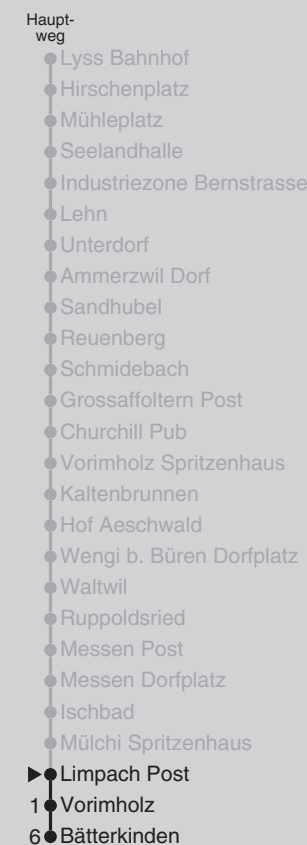 Haupt-
weg
Lyss Bahnhof
Hirschenplatz
Mühleplatz
Seelandhalle
Industriezone Bernstrasse
Lehn
Unterdorf
Ammerzwil Dorf
Sandhubel
Reuenberg
Schmidebach
Grossaffoltern Post
Churchill Pub
Vorimholz Spritzenhaus
Kaltenbrunnen
Hof Aeschwald
Wengi b. Büren Dorfplatz
Waltwil
Ruppoldsried
Messen Post
Messen Dorfplatz
Ischbad
Mülchi Spritzenhaus
Limpach Post
1 Vorimholz
6 Bätterkinden